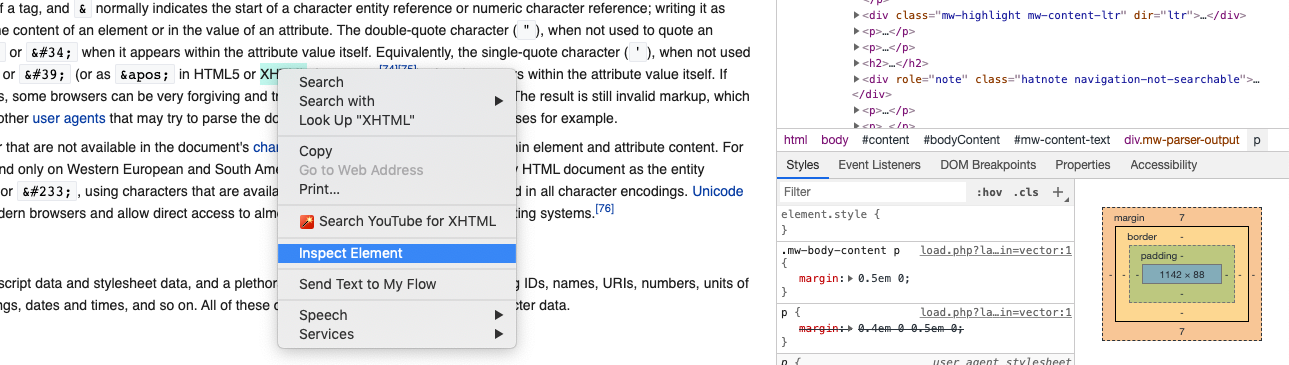 f a tag, and & normally indicates the start of a character entity reference or numeric character reference; writing it as
e content of an element or in the value of an attribute. The double-quote character ( " ), when not used to quote an
or &#34; when it appears within the attribute value itself. Equivalently, the single-quote character ( ' ), when not used
or &#39; (or as &apos; in HTML5 or XH
[74][75]
rs within the attribute value itself. If
s, some browsers can be very forgiving and tr
The result is still invalid markup, which
other user agents that may try to parse the do
ses for example.
r that are not available in the document's char
hin element and attribute content. For
nd only on Western European and South Ame
y HTML document as the entity
or &#233;, using characters that are availa
d in all character encodings. Unicode
dern browsers and allow direct access to almo
ting systems.[76]
script data and stylesheet data, and a plethor
g IDs, names, URIs, numbers, units of
ngs, dates and times, and so on. All of these d
cter data.
Search
Search with
Look Up "XHTML"
Copy
Go to Web Address
Print...
Search YouTube for XHTML
Inspect Element
Send Text to My Flow
Speech
Services
</p>
<div class="mw-highlight mw-content-ltr" dir="ltr">…</div>
<p>…</p>
<p>…</p>
<h2>…</h2>
<div role="note" class="hatnote navigation-not-searchable">…
</div>
<p>…</p>
<p>…</p>
html body #content #bodyContent #mw-content-text div.mw-parser-output p
Styles Event Listeners DOM Breakpoints Properties Accessibility
Filter :hov .cls +
element.style {
}
.mw-body-content p load.php?la…in=vector:1
{
margin: 0.5em 0;
}
p { load.php?la…in=vector:1
margin: 0.4em 0 0.5em 0;
}
p { user agent stylesheet
margin 7
border -
padding -
- - - 1142 × 88 - - -
-
-
7